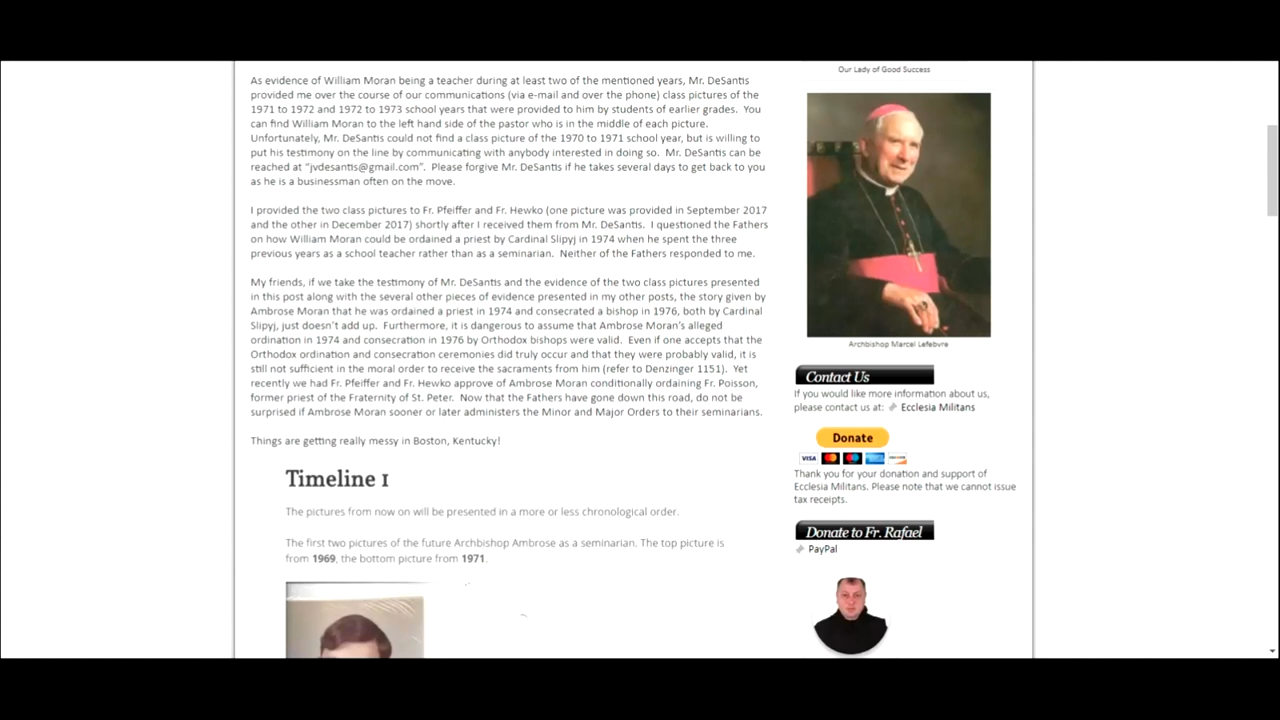 As evidence of William Moran being a teacher during at least two of the mentioned years, Mr. DeSantis
provided me over the course of our communications (via e-mail and over the phone) class pictures of the
1971 to 1972 and 1972 to 1973 school years that were provided to him by students of earlier grades. You
can find William Moran to the left hand side of the pastor who is in the middle of each picture.
Unfortunately, Mr. DeSantis could not find a class picture of the 1970 to 1971 school year, but is willing to
put his testimony on the line by communicating with anybody interested in doing so. Mr. DeSantis can be
reached at "jvdesantis@gmail.com". Please forgive Mr. DeSantis if he takes several days to get back to you
as he is a businessman often on the move.
I provided the two class pictures to Fr. Pfeiffer and Fr. Hewko (one picture was provided in September 2017
and the other in December 2017) shortly after I received them from Mr. DeSantis. I questioned the Fathers
on how William Moran could be ordained a priest by Cardinal Slipyj in 1974 when he spent the three
previous years as a school teacher rather than as a seminarian. Neither of the Fathers responded to me.
My friends, if we take the testimony of Mr. DeSantis and the evidence of the two class pictures presented
in this post along with the several other pieces of evidence presented in my other posts, the story given by
Ambrose Moran that he was ordained a priest in 1974 and consecrated a bishop in 1976, both by Cardinal
Slipyj, just doesn't add up. Furthermore, it is dangerous to assume that Ambrose Moran's alleged
ordination in 1974 and consecration in 1976 by Orthodox bishops were valid. Even if one accepts that the
Orthodox ordination and consecration ceremonies did truly occur and that they were probably valid, it is
still not sufficient in the moral order to receive the sacraments from him (refer to Denzinger 1151). Yet
recently we had Fr. Pfeiffer and Fr. Hewko approve of Ambrose Moran conditionally ordaining Fr. Poisson,
former priest of the Fraternity of St. Peter. Now that the Fathers have gone down this road, do not be
surprised if Ambrose Moran sooner or later administers the Minor and Major Orders to their seminarians.
Things are getting really messy in Boston, Kentucky!
Timeline 1
The pictures from now on will be presented in a more or less chronological order.
The first two pictures of the future Archbishop Ambrose as a seminarian. The top picture is
from 1969, the bottom picture from 1971.
Our Lady of Good Success
Archbishop Marcel Lefebvre
Contact Us
If you would like more information about us,
please contact us at: Ecclesia Militans
Donate
VISA
Thank you for your donation and support of
Ecclesia Militans. Please note that we cannot issue
tax receipts.
Donate to Fr. Rafael
PayPal